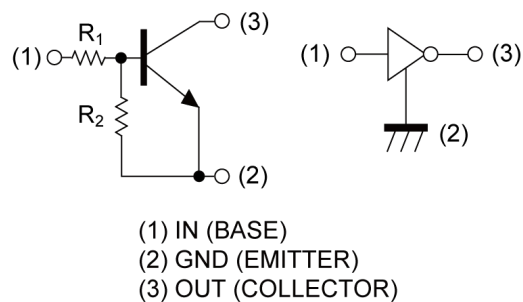 (1)
R1
R2
(3)
(2)
(1)
(3)
(2)
(1) IN (BASE)
(2) GND (EMITTER)
(3) OUT (COLLECTOR)